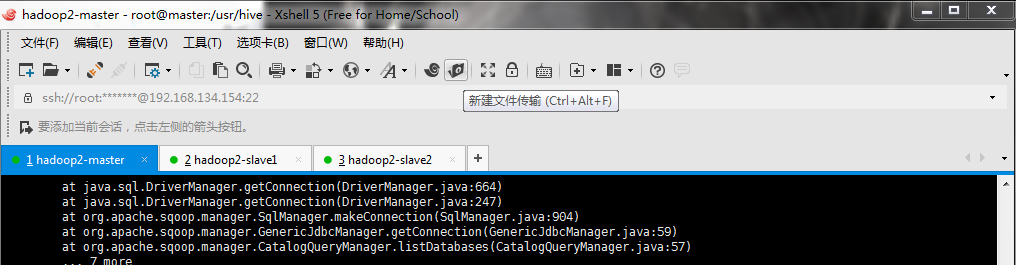 hadoop2-master - root@master:/usr/hive - Xshell 5 (Free for Home/School)
文件(F) 编辑(E) 查看(V) 工具(T) 选项卡(B) 窗口(W) 帮助(H)
ssh://root:*******@192.168.134.154:22
新建文件传输 (Ctrl+Alt+F)
要添加当前会话，点击左侧的箭头按钮。
1 hadoop2-master 2 hadoop2-slave1 3 hadoop2-slave2
at java.sql.DriverManager.getConnection(DriverManager.java:664)
at java.sql.DriverManager.getConnection(DriverManager.java:247)
at org.apache.sqoop.manager.SqlManager.makeConnection(SqlManager.java:904)
at org.apache.sqoop.manager.GenericJdbcManager.getConnection(GenericJdbcManager.java:59)
at org.apache.sqoop.manager.CatalogQueryManager.listDatabases(CatalogQueryManager.java:57)
... 7 more